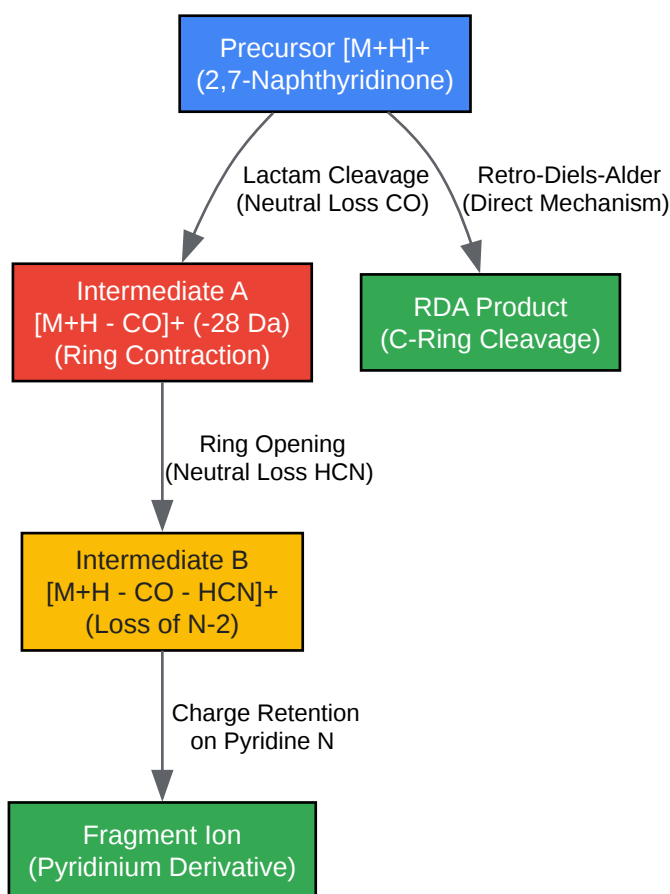 Precursor [M+H]+
(2,7-Naphthyridinone)
Lactam Cleavage
(Neutral Loss CO)
Retro-Diels-Alder
(Direct Mechanism)
Intermediate A
[M+H - CO]+ (-28 Da)
(Ring Contraction)
RDA Product
(C-Ring Cleavage)
Ring Opening
(Neutral Loss HCN)
Intermediate B
[M+H - CO - HCN]+
(Loss of N-2)
Charge Retention
on Pyridine N
Fragment Ion
(Pyridinium Derivative)